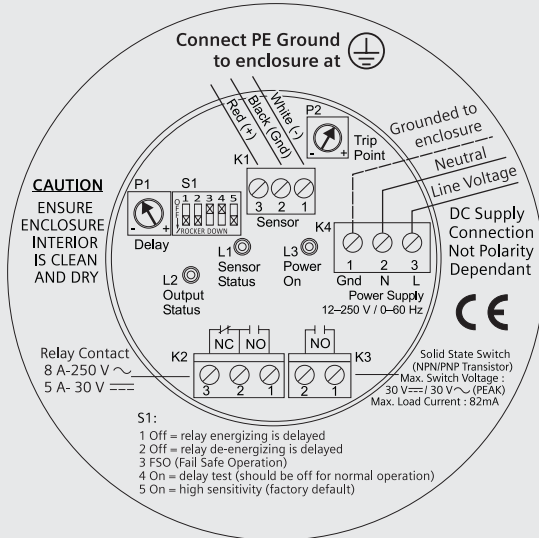 Connect PE Ground
to enclosure at
Red (+)
Black (Gnd)
White (-)
P2
- +
Trip
Point
Grounded to
enclosure
Neutral
Line Voltage
K1
3 2 1
Sensor
CAUTION
ENSURE
ENCLOSURE
INTERIOR
IS CLEAN
AND DRY
P1
- +
Delay
S1
1 2 3 4 5
OFF
ROCKER DOWN
L1
Sensor
Status
L3
Power
On
L2
Output
Status
K4
1 2 3
Gnd N L
Power Supply
12–250 V / 0–60 Hz
DC Supply
Connection
Not Polarity
Dependant
CE
Relay Contact
8 A-250 V
5 A- 30 V
K2
NC NO
3 2 1
NO
K3
2 1
Solid State Switch
(NPN/PNP Transistor)
Max. Switch Voltage :
30 V / 30 V (PEAK)
Max. Load Current : 82mA
S1:
1 Off = relay energizing is delayed
2 Off = relay de-energizing is delayed
3 FSO (Fail Safe Operation)
4 On = delay test (should be off for normal operation)
5 On = high sensitivity (factory default)